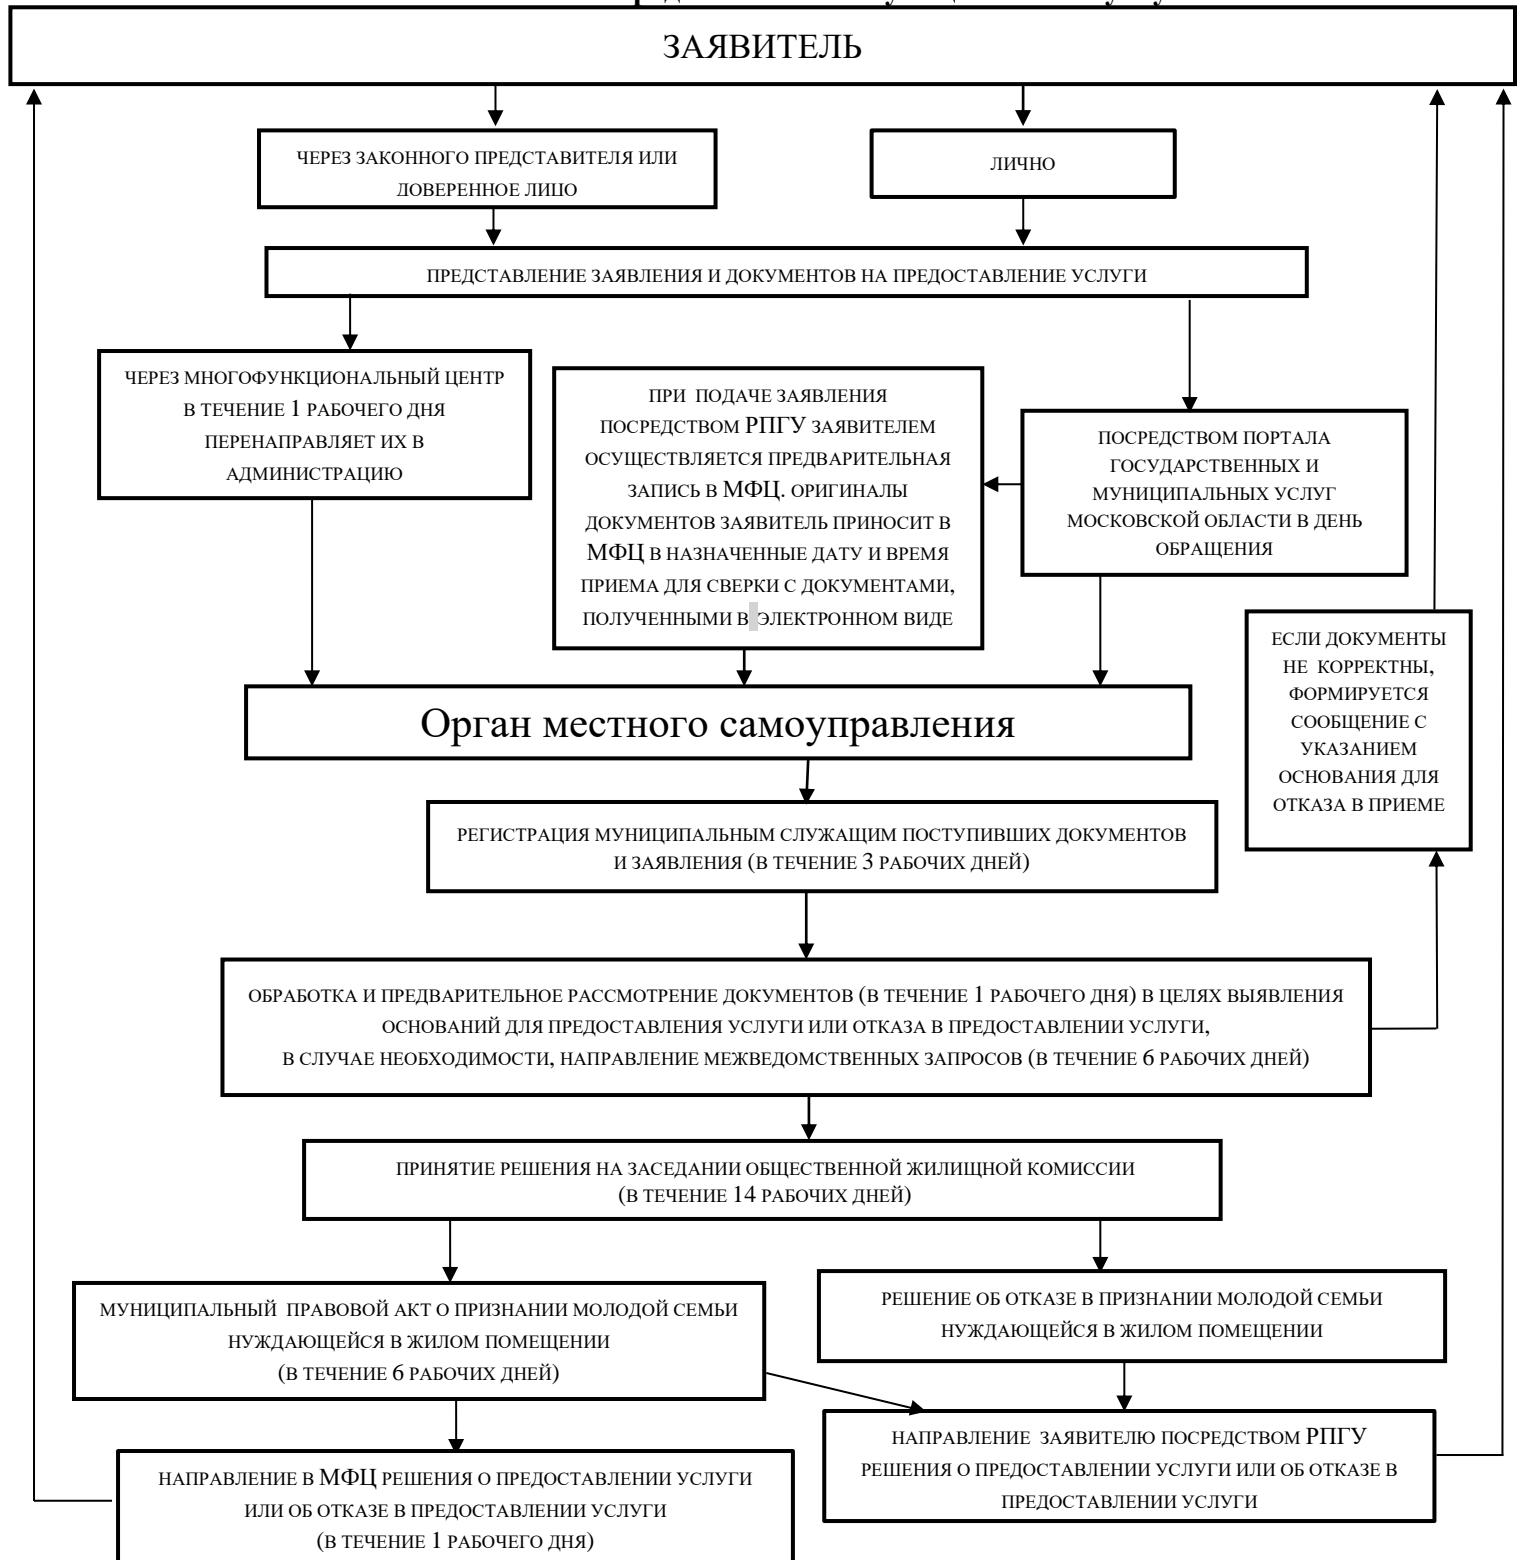 ЗАЯВИТЕЛЬ
ЧЕРЕЗ ЗАКОННОГО ПРЕДСТАВИТЕЛЯ ИЛИ
ДОВЕРЕННОЕ ЛИЦО
ЛИЧНО
ПРЕДСТАВЛЕНИЕ ЗАЯВЛЕНИЯ И ДОКУМЕНТОВ НА ПРЕДОСТАВЛЕНИЕ УСЛУГИ
ЧЕРЕЗ МНОГОФУНКЦИОНАЛЬНЫЙ ЦЕНТР
В ТЕЧЕНИЕ 1 РАБОЧЕГО ДНЯ
ПЕРЕНАПРАВЛЯЕТ ИХ В
АДМИНИСТРАЦИЮ
ПРИ ПОДАЧЕ ЗАЯВЛЕНИЯ
ПОСРЕДСТВОМ РПГУ ЗАЯВИТЕЛЕМ
ОСУЩЕСТВЛЯЕТСЯ ПРЕДВАРИТЕЛЬНАЯ
ЗАПИСЬ В МФЦ. ОРИГИНАЛЫ
ДОКУМЕНТОВ ЗАЯВИТЕЛЬ ПРИНОСИТ В
МФЦ В НАЗНАЧЕННЫЕ ДАТУ И ВРЕМЯ
ПРИЕМА ДЛЯ СВЕРКИ С ДОКУМЕНТАМИ,
ПОЛУЧЕННЫМИ В ЭЛЕКТРОННОМ ВИДЕ
ПОСРЕДСТВОМ ПОРТАЛА
ГОСУДАРСТВЕННЫХ И
МУНИЦИПАЛЬНЫХ УСЛУГ
МОСКОВСКОЙ ОБЛАСТИ В ДЕНЬ
ОБРАЩЕНИЯ
ЕСЛИ ДОКУМЕНТЫ
НЕ КОРРЕКТНЫ,
ФОРМИРУЕТСЯ
СООБЩЕНИЕ С
УКАЗАНИЕМ
ОСНОВАНИЯ ДЛЯ
ОТКАЗА В ПРИЕМЕ
Орган местного самоуправления
РЕГИСТРАЦИЯ МУНИЦИПАЛЬНЫМ СЛУЖАЩИМ ПОСТУПИВШИХ ДОКУМЕНТОВ
И ЗАЯВЛЕНИЯ (В ТЕЧЕНИЕ 3 РАБОЧИХ ДНЕЙ)
ОБРАБОТКА И ПРЕДВАРИТЕЛЬНОЕ РАССМОТРЕНИЕ ДОКУМЕНТОВ (В ТЕЧЕНИЕ 1 РАБОЧЕГО ДНЯ) В ЦЕЛЯХ ВЫЯВЛЕНИЯ
ОСНОВАНИЙ ДЛЯ ПРЕДОСТАВЛЕНИЯ УСЛУГИ ИЛИ ОТКАЗА В ПРЕДОСТАВЛЕНИИ УСЛУГИ,
В СЛУЧАЕ НЕОБХОДИМОСТИ, НАПРАВЛЕНИЕ МЕЖВЕДОМСТВЕННЫХ ЗАПРОСОВ (В ТЕЧЕНИЕ 6 РАБОЧИХ ДНЕЙ)
ПРИНЯТИЕ РЕШЕНИЯ НА ЗАСЕДАНИИ ОБЩЕСТВЕННОЙ ЖИЛИЩНОЙ КОМИССИИ
(В ТЕЧЕНИЕ 14 РАБОЧИХ ДНЕЙ)
МУНИЦИПАЛЬНЫЙ ПРАВОВОЙ АКТ О ПРИЗНАНИИ МОЛОДОЙ СЕМЬИ
НУЖДАЮЩЕЙСЯ В ЖИЛОМ ПОМЕЩЕНИИ
(В ТЕЧЕНИЕ 6 РАБОЧИХ ДНЕЙ)
РЕШЕНИЕ ОБ ОТКАЗЕ В ПРИЗНАНИИ МОЛОДОЙ СЕМЬИ
НУЖДАЮЩЕЙСЯ В ЖИЛОМ ПОМЕЩЕНИИ
НАПРАВЛЕНИЕ В МФЦ РЕШЕНИЯ О ПРЕДОСТАВЛЕНИИ УСЛУГИ
ИЛИ ОБ ОТКАЗЕ В ПРЕДОСТАВЛЕНИИ УСЛУГИ
(В ТЕЧЕНИЕ 1 РАБОЧЕГО ДНЯ)
НАПРАВЛЕНИЕ ЗАЯВИТЕЛЮ ПОСРЕДСТВОМ РПГУ
РЕШЕНИЯ О ПРЕДОСТАВЛЕНИИ УСЛУГИ ИЛИ ОБ ОТКАЗЕ В
ПРЕДОСТАВЛЕНИИ УСЛУГИ